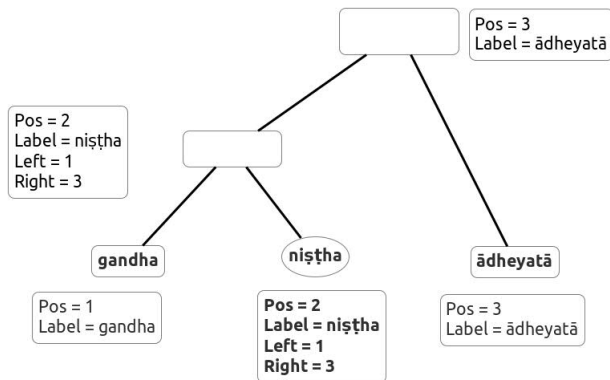 Pos = 3
Label = ādheyatā
Pos = 2
Label = niṣṭha
Left = 1
Right = 3
gandha
niṣṭha
ādheyatā
Pos = 1
Label = gandha
Pos = 2
Label = niṣṭha
Left = 1
Right = 3
Pos = 3
Label = ādheyatā